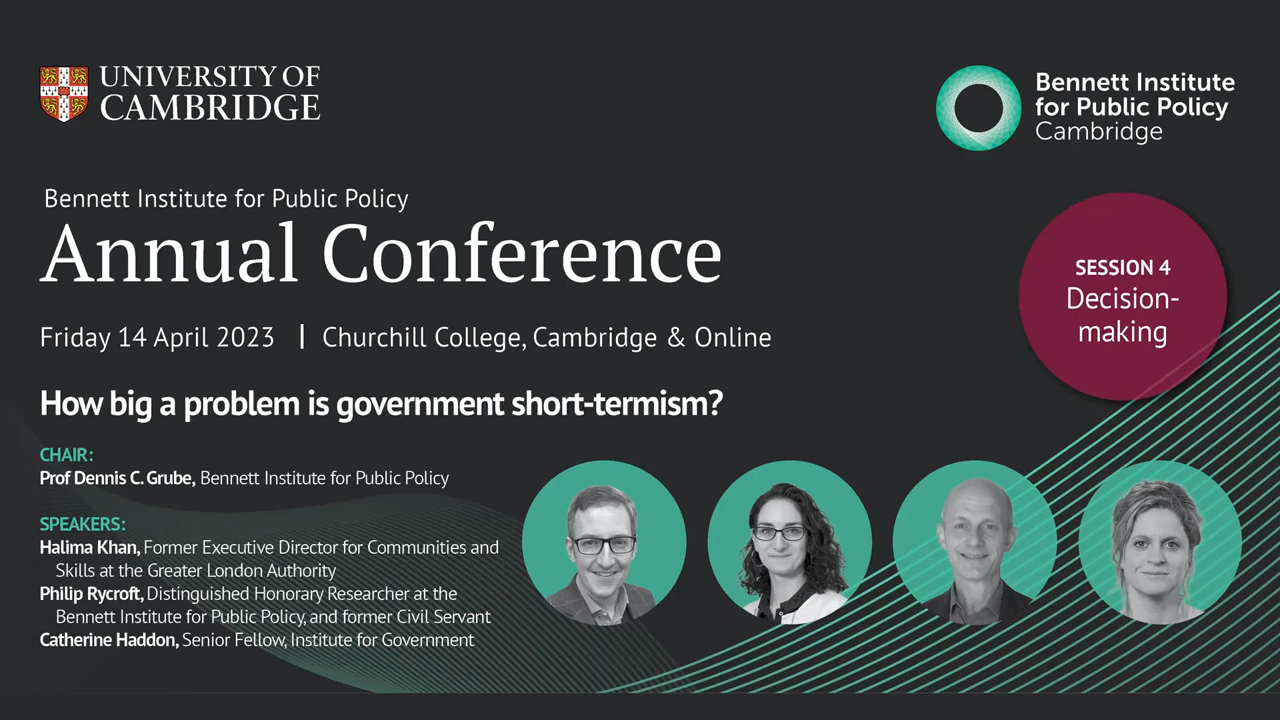 UNIVERSITY OF
CAMBRIDGE
Bennett Institute
for Public Policy
Cambridge
Bennett Institute for Public Policy
Annual Conference
SESSION 4
Decision-
making
Friday 14 April 2023 | Churchill College, Cambridge & Online
How big a problem is government short-termism?
CHAIR:
Prof Dennis C. Grube, Bennett Institute for Public Policy
SPEAKERS:
Halima Khan, Former Executive Director for Communities and
Skills at the Greater London Authority
Philip Rycroft, Distinguished Honorary Researcher at the
Bennett Institute for Public Policy, and former Civil Servant
Catherine Haddon, Senior Fellow, Institute for Government